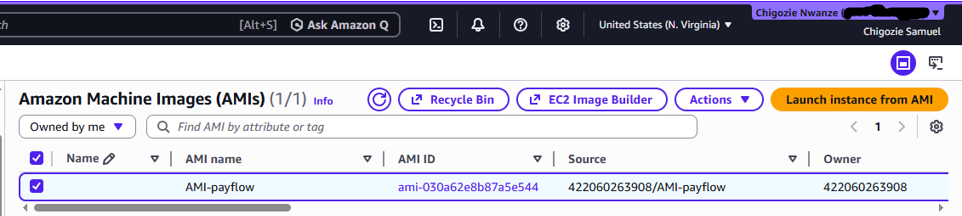 th
[Alt+S] Ask Amazon Q United States (N. Virginia) Chigozie Nwanze (
Chigozie Samuel
Amazon Machine Images (AMIs) (1/1) Info Recycle Bin EC2 Image Builder Actions Launch instance from AMI
Owned by me Find AMI by attribute or tag 1
Name AMI name AMI ID Source Owner
AMI-payflow ami-030a62e8b87a5e544 422060263908/AMI-payflow 422060263908